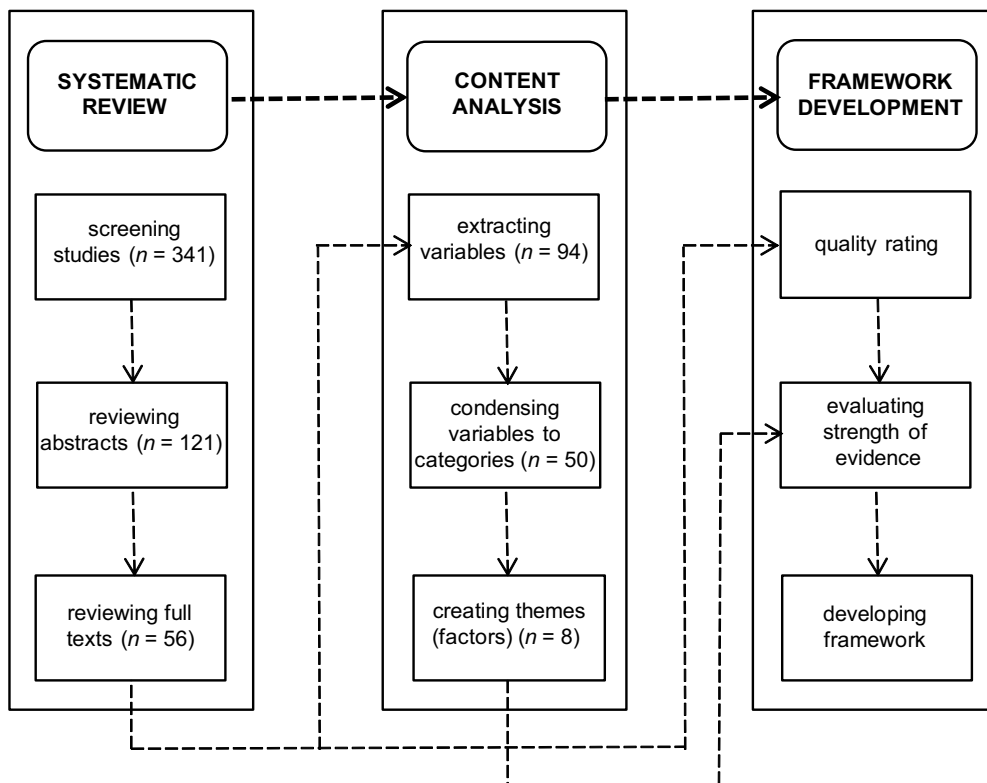 SYSTEMATIC
REVIEW
screening
studies (n = 341)
reviewing
abstracts (n = 121)
reviewing full
texts (n = 56)
CONTENT
ANALYSIS
extracting
variables (n = 94)
condensing
variables to
categories (n = 50)
creating themes
(factors) (n = 8)
FRAMEWORK
DEVELOPMENT
quality rating
evaluating
strength of
evidence
developing
framework